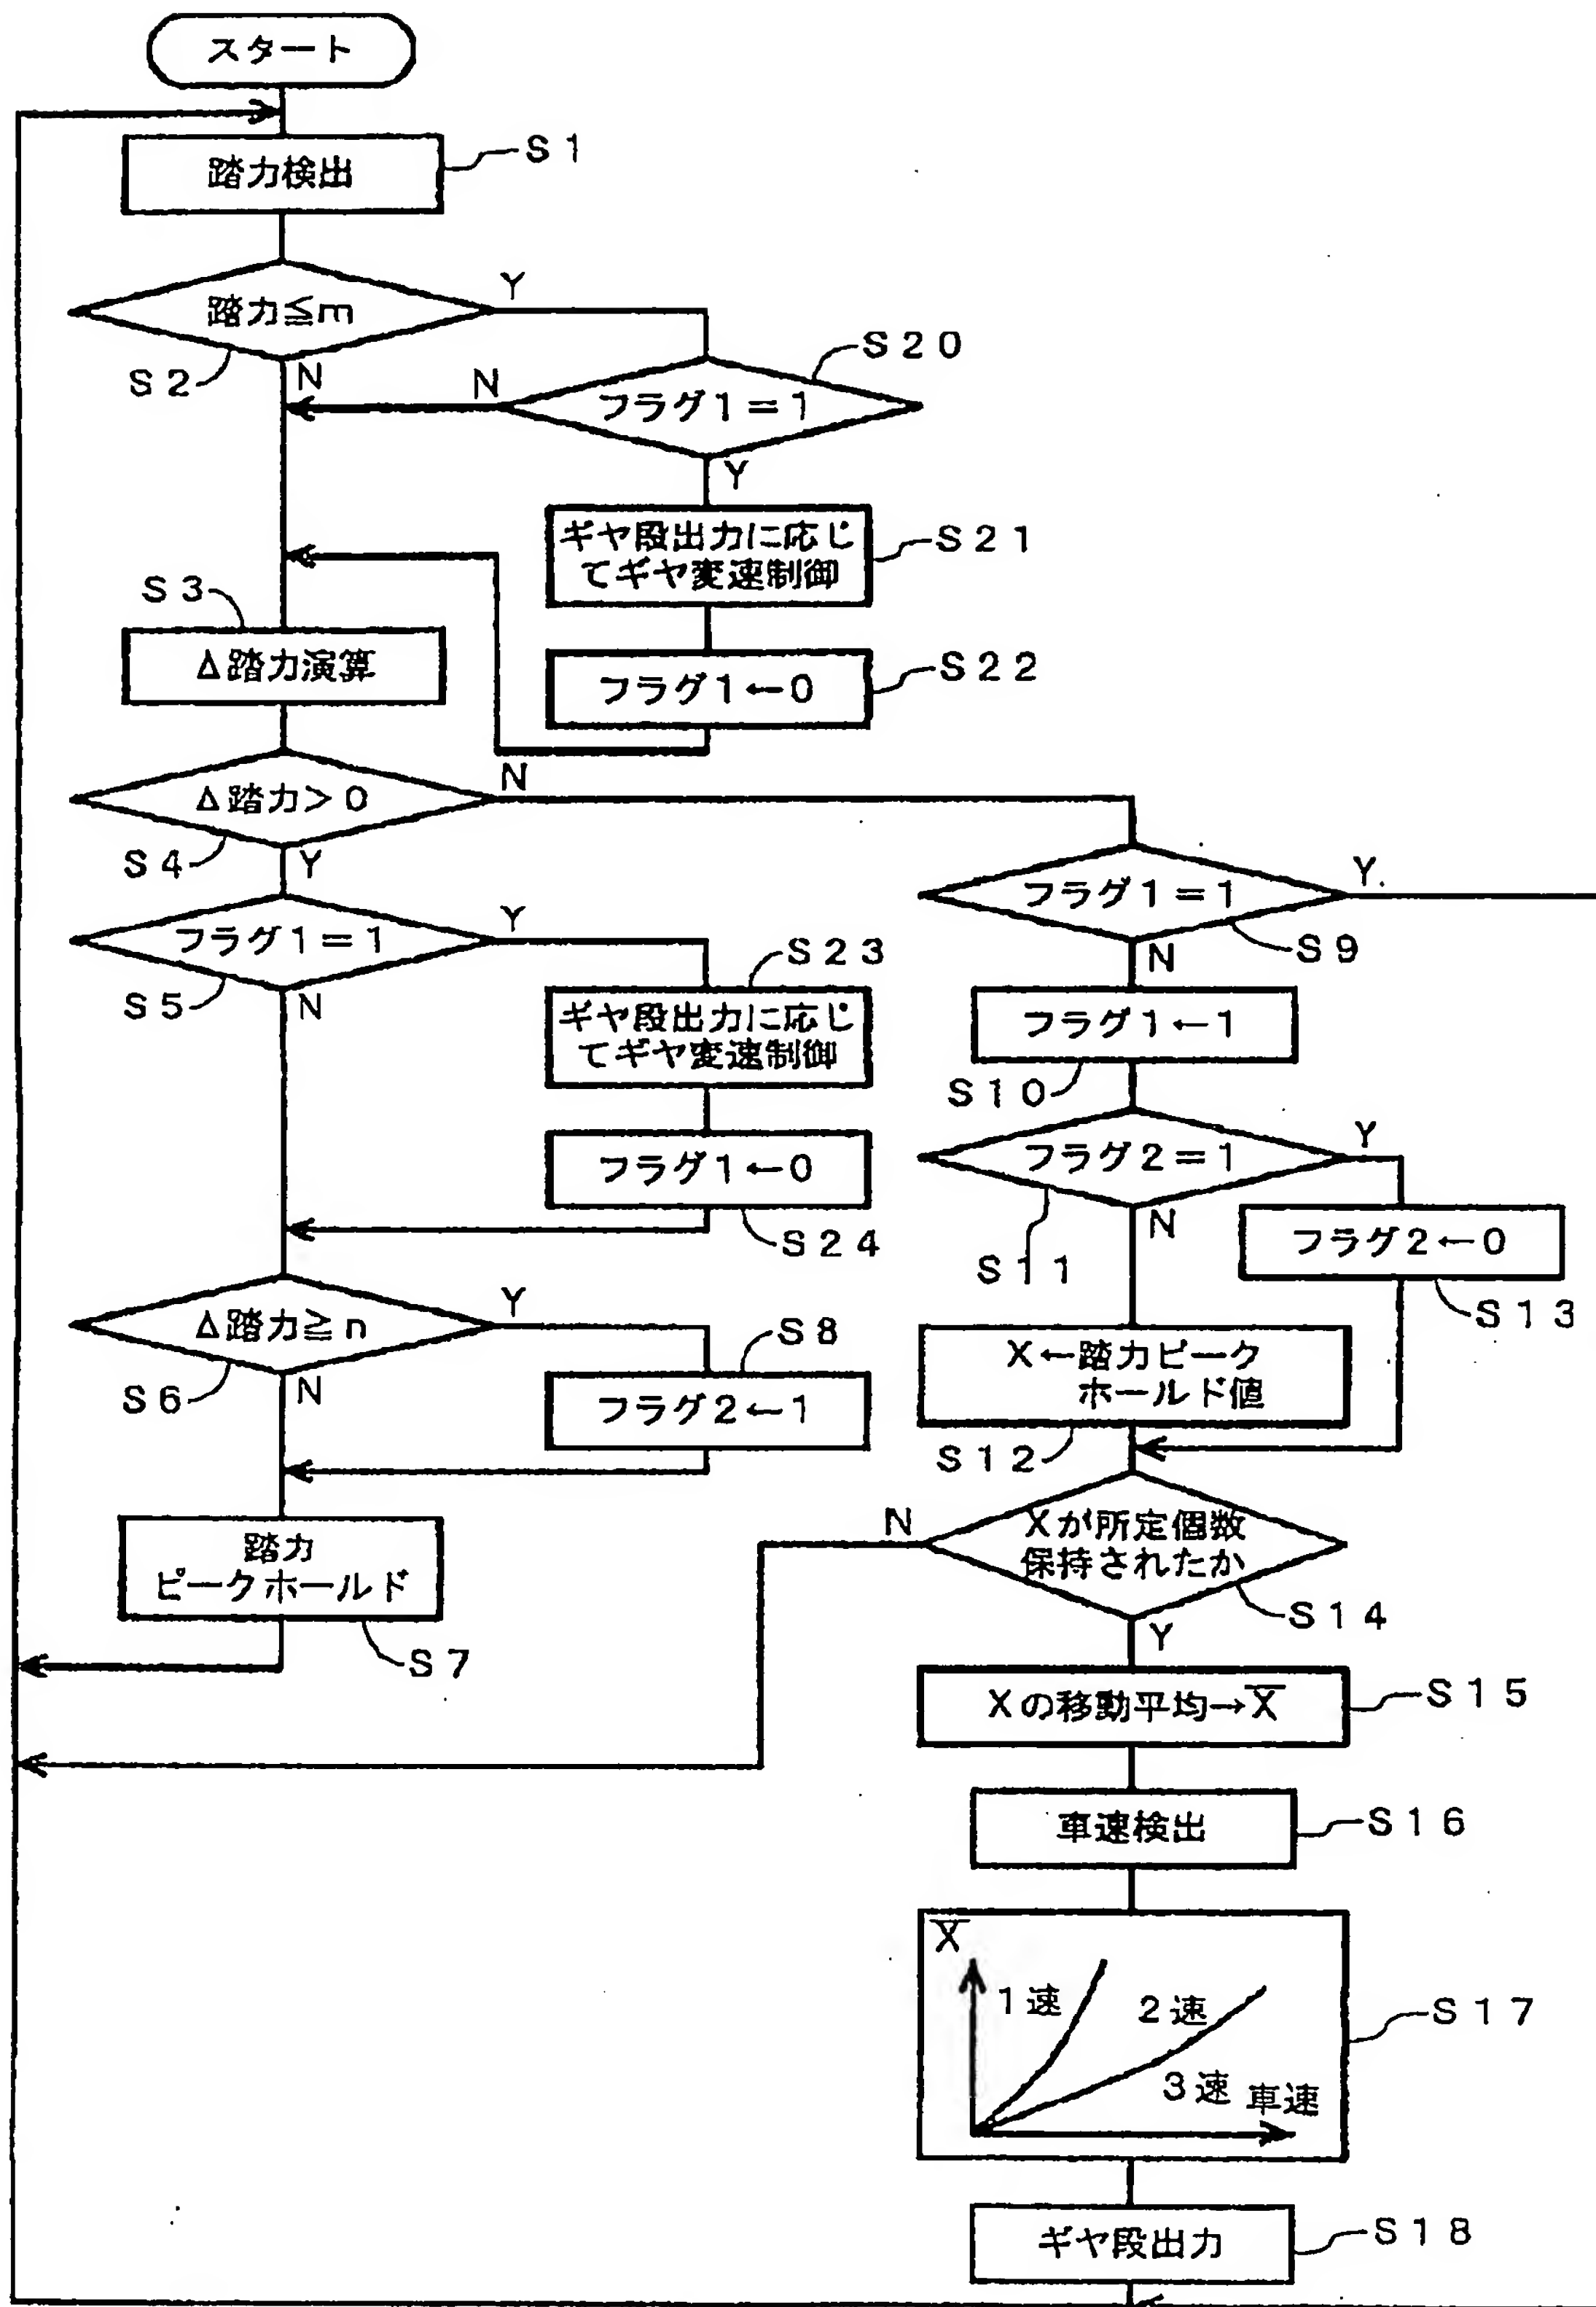 スタート
踏力検出
S1
踏力≦m
Y
S2
N
フラグ1=1
N
S20
Y
ギヤ段出力に応じ
てギヤ変速制御
S21
フラグ1←0
S22
S3
Δ踏力演算
Δ踏力>0
N
S4
Y
フラグ1=1
Y
S5
N
S23
ギヤ段出力に応じ
てギヤ変速制御
フラグ1←0
S24
Δ踏力≧n
Y
S6
N
S8
フラグ2←1
踏力
ピークホールド
S7
フラグ1=1
Y
S9
N
フラグ1←1
S10
フラグ2=1
Y
S11
N
フラグ2←0
S13
X←踏力ピーク
ホールド値
S12
Xが所定個数
保持されたか
N
S14
Y
Xの移動平均→X̅
S15
車速検出
S16
X̅
1速
2速
3速
車速
S17
ギヤ段出力
S18